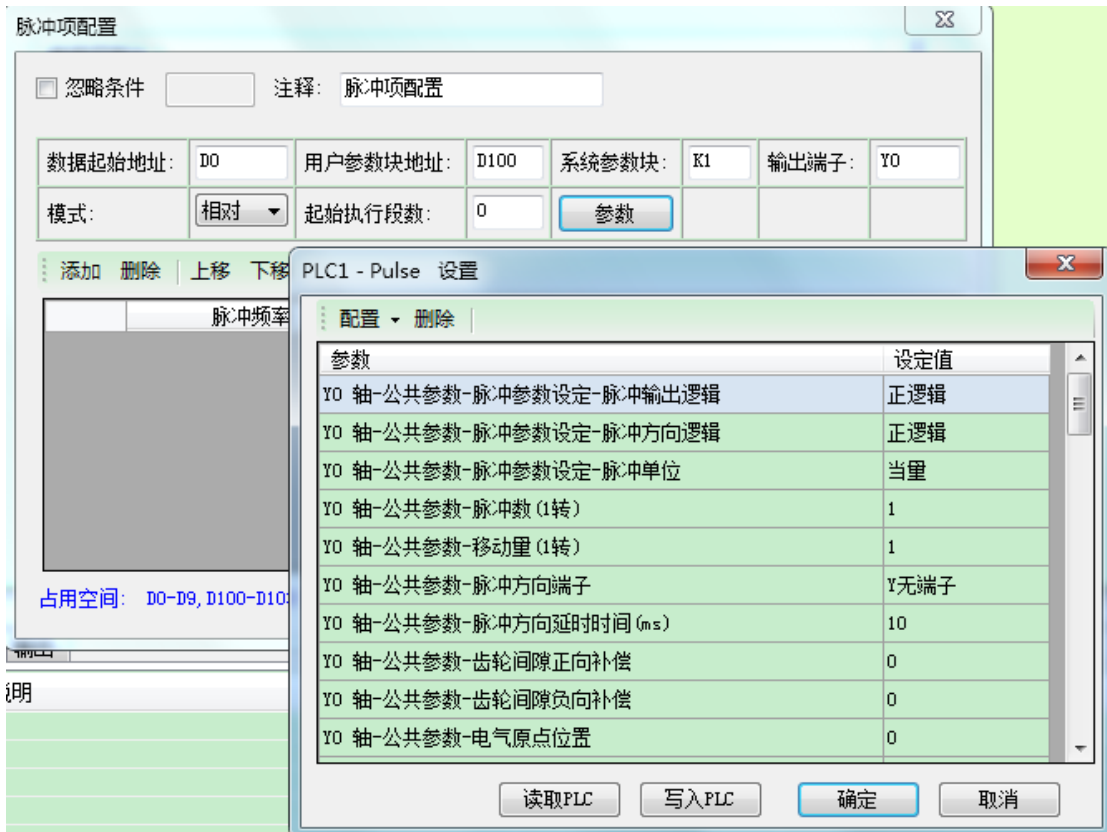 脉冲项配置
忽略条件 注释: 脉冲项配置
数据起始地址: D0 用户参数块地址: D100 系统参数块: K1 输出端子: Y0
模式: 相对 起始执行段数: 0 参数
添加 删除 上移 下移
脉冲频率
占用空间: D0-D9,D100-D103
PLC1 - Pulse 设置
配置 删除
参数 设定值
Y0 轴-公共参数-脉冲参数设定-脉冲输出逻辑 正逻辑
Y0 轴-公共参数-脉冲参数设定-脉冲方向逻辑 正逻辑
Y0 轴-公共参数-脉冲参数设定-脉冲单位 当量
Y0 轴-公共参数-脉冲数(1转) 1
Y0 轴-公共参数-移动量(1转) 1
Y0 轴-公共参数-脉冲方向端子 Y无端子
Y0 轴-公共参数-脉冲方向延时时间(ms) 10
Y0 轴-公共参数-齿轮间隙正向补偿 0
Y0 轴-公共参数-齿轮间隙负向补偿 0
Y0 轴-公共参数-电气原点位置 0
读取PLC 写入PLC 确定 取消
输出
说明